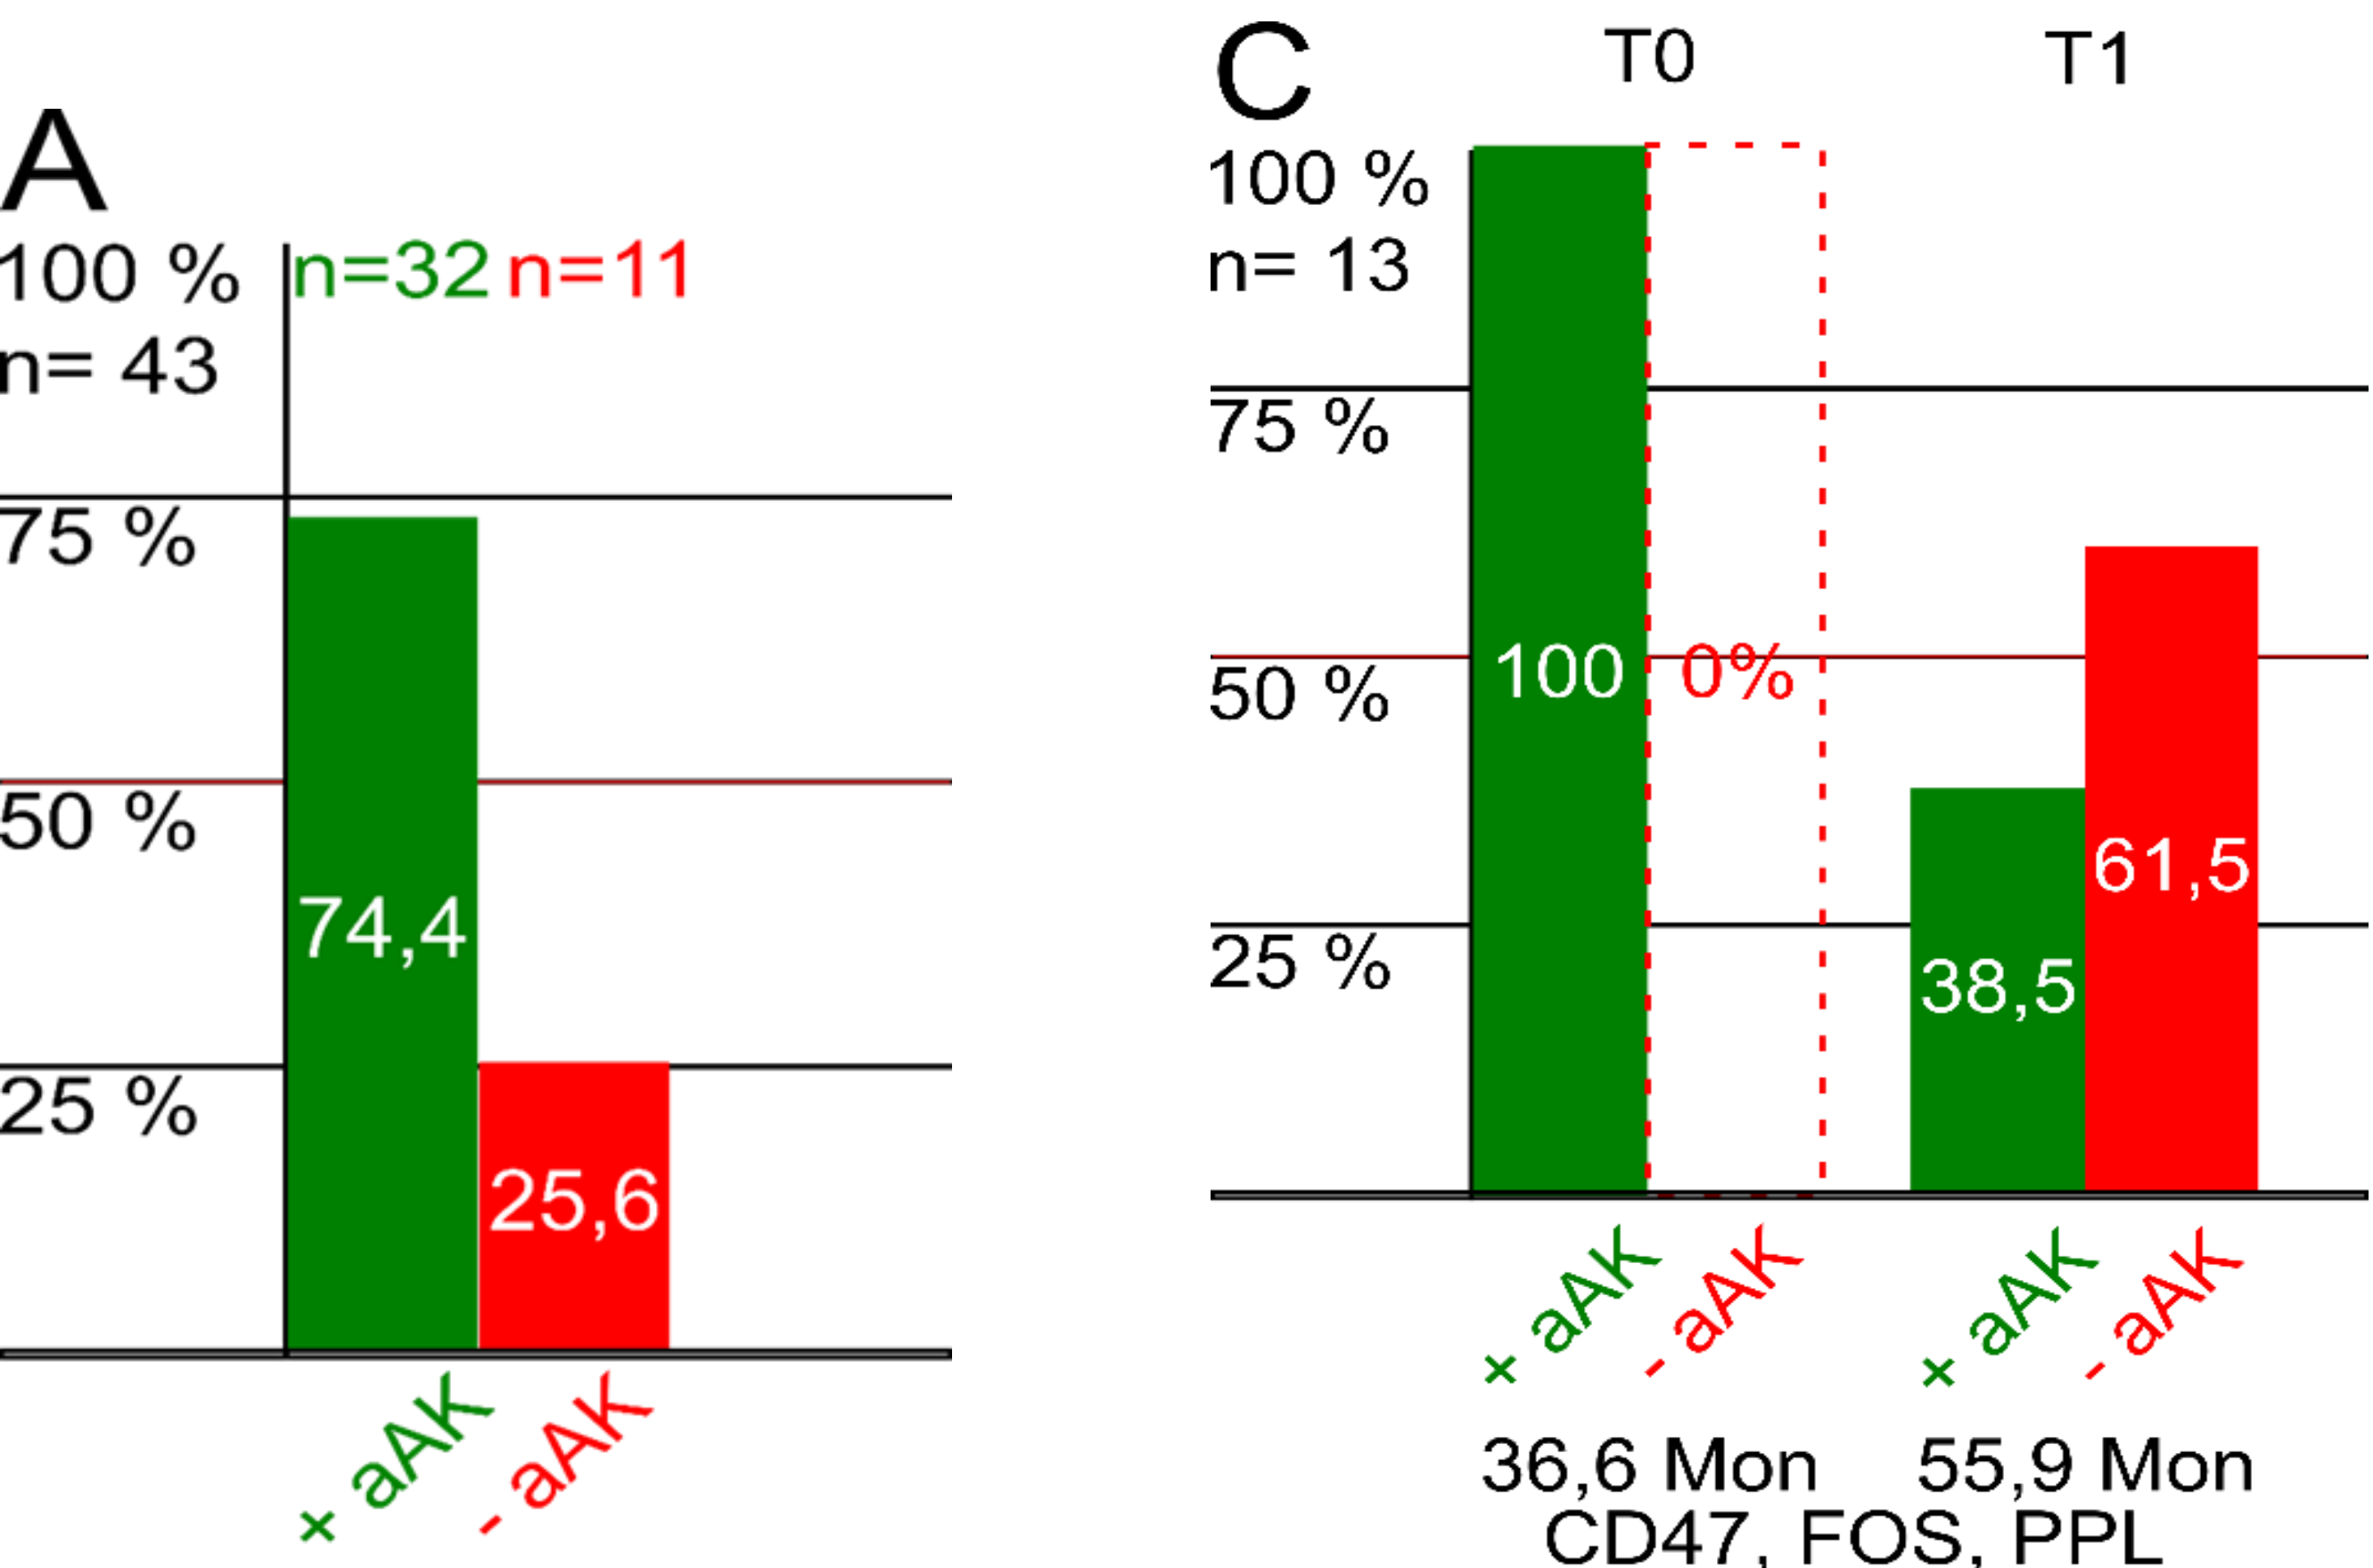 A
100 %
n=32 n=11
n= 43
75 %
50 %
74,4
25 %
25,6
+ aAK
- aAK
C
T0
T1
100 %
n= 13
75 %
50 %
100
0%
61,5
25 %
38,5
+ aAK
- aAK
+ aAK
- aAK
36,6 Mon
55,9 Mon
CD47, FOS, PPL